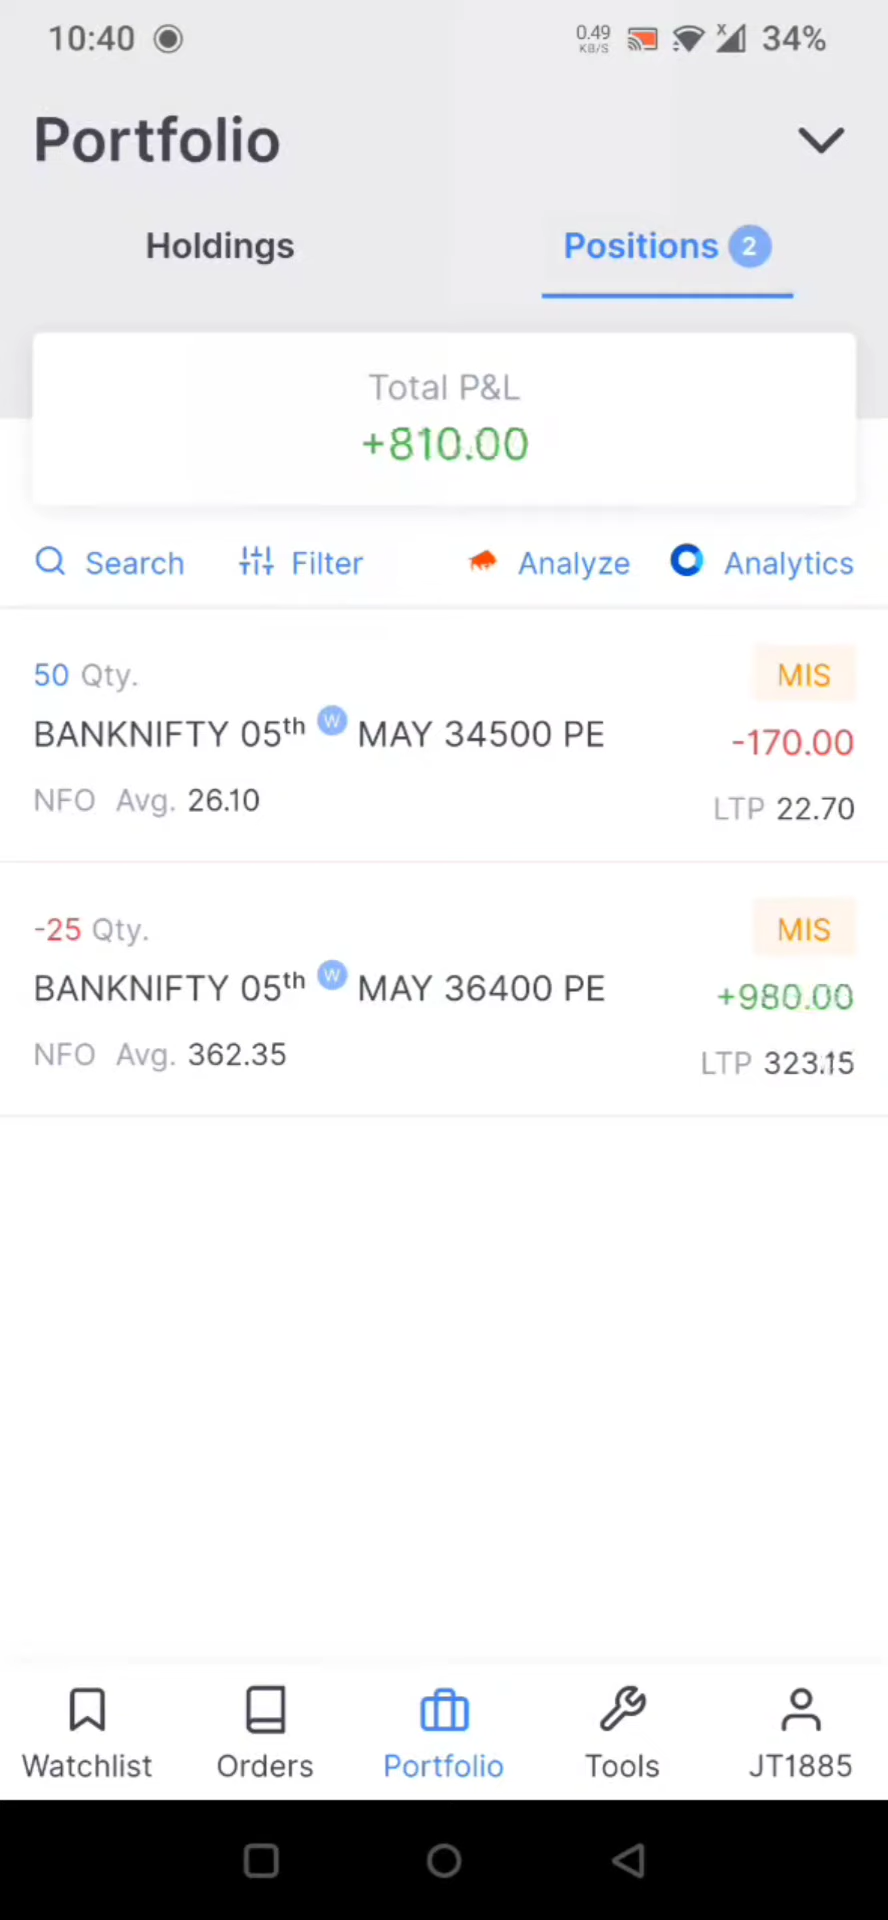 10:40 0.49 KB/S x 34%
Portfolio
Holdings Positions 2
Total P&L
+810.00
Search Filter Analyze Analytics
50 Qty. MIS
BANKNIFTY 05th W MAY 34500 PE -170.00
NFO Avg. 26.10 LTP 22.70
-25 Qty. MIS
BANKNIFTY 05th W MAY 36400 PE +980.00
NFO Avg. 362.35 LTP 323.15
Watchlist Orders Portfolio Tools JT1885